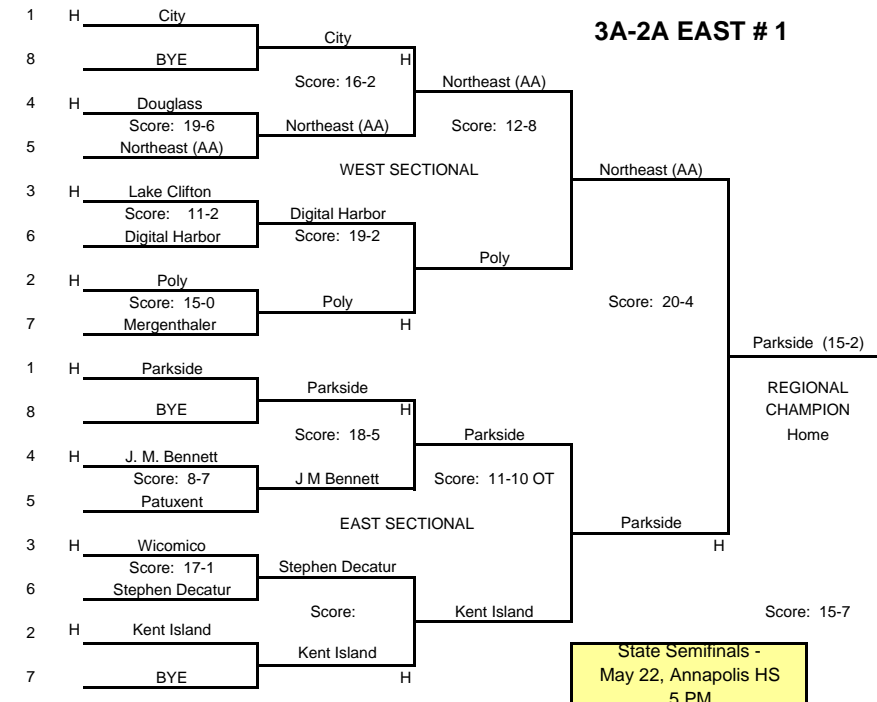 3A-2A EAST # 1
1 H City
City
8 BYE H
Score: 16-2 Northeast (AA)
4 H Douglass
Score: 19-6 Northeast (AA) Score: 12-8
5 Northeast (AA)
WEST SECTIONAL Northeast (AA)
3 H Lake Clifton
Score: 11-2 Digital Harbor
6 Digital Harbor Score: 19-2
Poly
2 H Poly
Score: 15-0 Poly Score: 20-4
7 Mergenthaler H
Parkside (15-2)
1 H Parkside
Parkside REGIONAL
8 BYE H CHAMPION
Score: 18-5 Parkside Home
4 H J. M. Bennett
Score: 8-7 J M Bennett Score: 11-10 OT
5 Patuxent
EAST SECTIONAL Parkside
3 H Wicomico H
Score: 17-1 Stephen Decatur
6 Stephen Decatur
Score: Kent Island Score: 15-7
2 H Kent Island
Kent Island State Semifinals -
7 BYE H May 22, Annapolis HS
5 PM